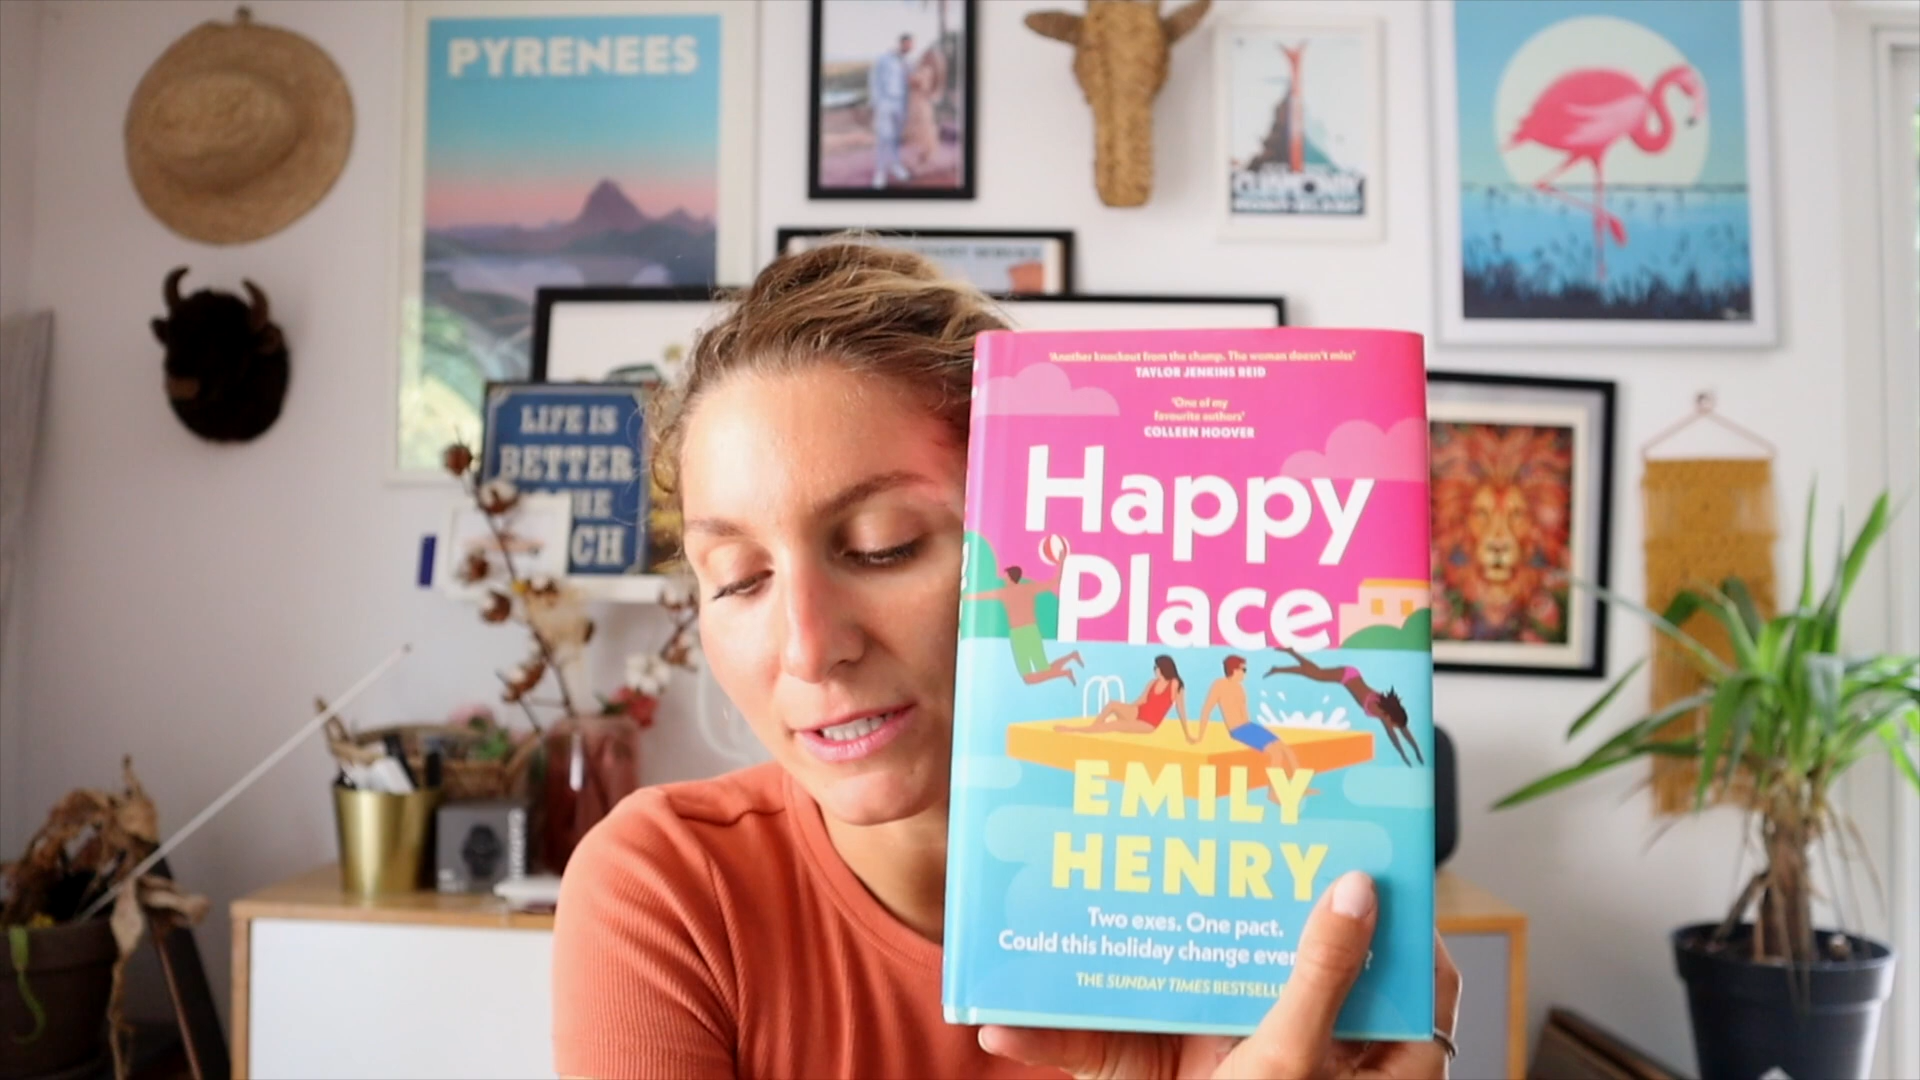 PYRENEES
LIFE IS
BETTER
THE
CH
'Another knockout from the champ. The woman doesn't miss'
TAYLOR JENKINS REID
'One of my
favourite authors'
COLLEEN HOOVER
Happy
Place
EMILY
HENRY
Two exes. One pact.
Could this holiday change ever ?
THE SUNDAY TIMES BESTSELLE